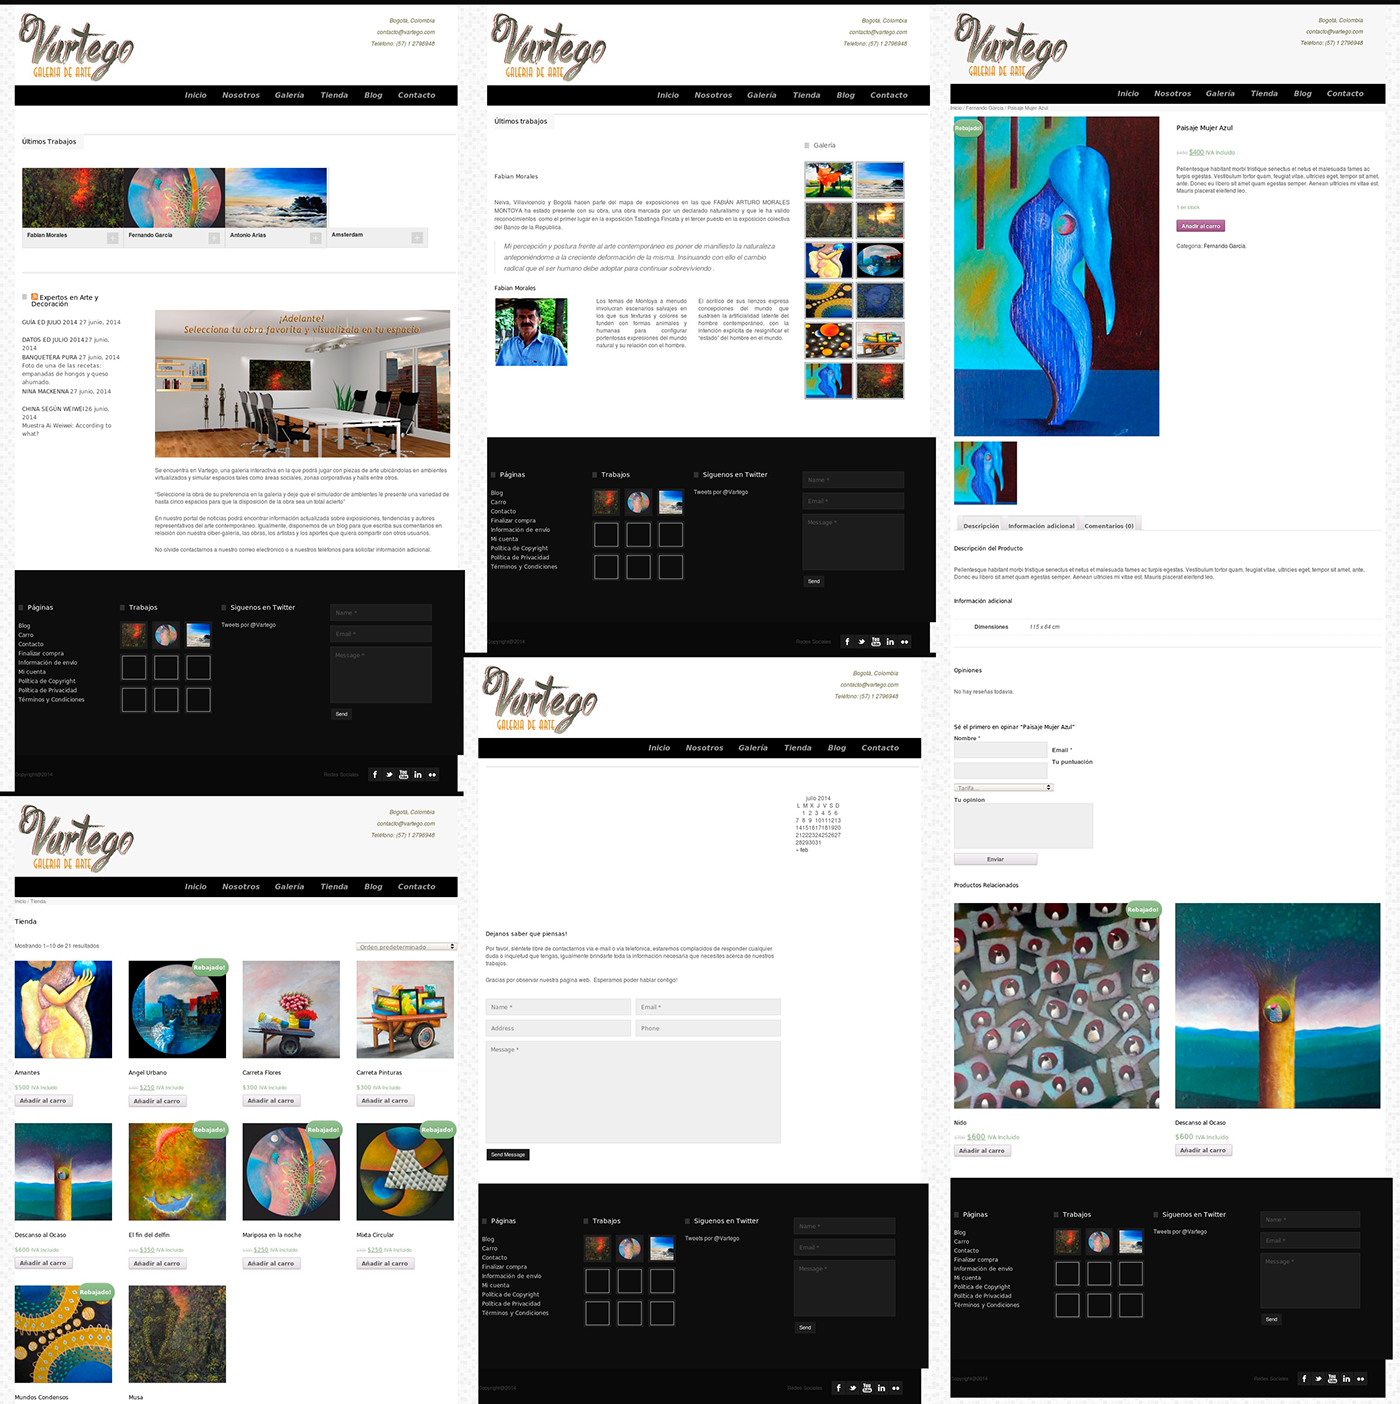 Vartego
GALERIA DE ARTE
Bogotá, Colombia
contacto@vartego.com
Teléfono: (57) 1 2796948
Inicio Nosotros Galería Tienda Blog Contacto
Últimos Trabajos
Fabian Morales
Fernando Garcia
Antonio Arias
Amsterdam
Expertos en Arte y
Decoración
GUÍA ED JULIO 2014 27 junio, 2014
DATOS ED JULIO 2014 27 junio,
2014
BANQUETERA PURA 27 junio, 2014
Foto de una de las recetas:
empanadas de hongos y queso
ahumado.
NINA MACKENNA 27 junio, 2014
CHINA SEGÚN WEIWEI 26 junio,
2014
Muestra Ai Weiwei: According to
what?
¡Adelante!
Selecciona tu obra favorita y visualízala en tu espacio
Se encuentra en Vartego, una galería interactiva en la que podrá jugar con piezas de arte ubicándolas en ambientes
virtualizados y simular espacios tales como áreas sociales, zonas corporativas y halls entre otros.
"Seleccione la obra de su preferencia en la galería y deje que el simulador de ambientes le presente una variedad de
hasta cinco espacios para que la disposición de la obra sea un total acierto"
En nuestro portal de noticias podrá encontrar información actualizada sobre exposiciones, tendencias y autores
representativos del arte contemporaneo. Igualmente, disponemos de un blog para que escriba sus comentarios en
relación con nuestra ciber-galería, las obras, los artistas y los aportes que quiera compartir con otros usuarios.
No olvide contactarnos a nuestro correo electrónico o a nuestros teléfonos para solicitar información adicional.
Páginas
Blog
Carro
Contacto
Finalizar compra
Información de envío
Mi cuenta
Política de Copyright
Política de Privacidad
Términos y Condiciones
Trabajos
Siguenos en Twitter
Tweets por @Vartego
Name *
Email *
Message *
Send
Copyright@2014
Redes Sociales
Vartego
GALERIA DE ARTE
Bogotá, Colombia
contacto@vartego.com
Teléfono: (57) 1 2796948
Inicio Nosotros Galería Tienda Blog Contacto
Inicio / Tienda
Tienda
Mostrando 1–10 de 21 resultados
Orden predeterminado
Amantes
$500 IVA Incluido
Añadir al carro
Rebajado!
Angel Urbano
$250 IVA Incluido
Añadir al carro
Carreta Flores
$300 IVA Incluido
Añadir al carro
Carreta Pinturas
$300 IVA Incluido
Añadir al carro
Descanso al Ocaso
$600 IVA Incluido
Añadir al carro
Rebajado!
El fin del delfin
$350 IVA Incluido
Añadir al carro
Rebajado!
Mariposa en la noche
$250 IVA Incluido
Añadir al carro
Rebajado!
Mixta Circular
$250 IVA Incluido
Añadir al carro
Rebajado!
Mundos Condensos
Musa
Vartego
GALERIA DE ARTE
Bogotá, Colombia
contacto@vartego.com
Teléfono: (57) 1 2796948
Inicio Nosotros Galería Tienda Blog Contacto
Últimos trabajos
Fabian Morales
Neiva, Villavicencio y Bogotá hacen parte del mapa de exposiciones en las que FABIÁN ARTURO MORALES
MONTOYA ha estado presente con su obra, una obra marcada por un declarado naturalismo y que le ha valido
reconocimientos como el primer lugar en la exposición Tabatinga Fincata y el tercer puesto en la exposición colectiva
del Banco de la República.
Mi percepción y postura frente al arte contemporáneo es poner de manifiesto la naturaleza
anteponiéndome a la creciente deformación de la misma. Insinuando con ello el cambio
radical que el ser humano debe adoptar para continuar sobreviviendo .
Fabian Morales
Los temas de Montoya a menudo
involucran escenarios salvajes en
los que sus texturas y colores se
funden con formas animales y
humanas para configurar
portentosas expresiones del mundo
natural y su relación con el hombre.
El acrílico de sus lienzos expresa
concepciones del mundo que
sustraen la artificialidad latente del
hombre contemporáneo, con la
intención explícita de resignificar el
"estado" del hombre en el mundo.
Galería
Páginas
Blog
Carro
Contacto
Finalizar compra
Información de envío
Mi cuenta
Política de Copyright
Política de Privacidad
Términos y Condiciones
Trabajos
Siguenos en Twitter
Tweets por @Vartego
Name *
Email *
Message *
Send
Copyright@2014
Redes Sociales
Vartego
GALERIA DE ARTE
Bogotá, Colombia
contacto@vartego.com
Teléfono: (57) 1 2796948
Inicio Nosotros Galería Tienda Blog Contacto
julio 2014
L M X J V S D
1 2 3 4 5 6
7 8 9 10 11 12 13
14 15 16 17 18 19 20
21 22 23 24 25 26 27
28 29 30 31
« feb
Dejanos saber que piensas!
Por favor, siéntete libre de contactarnos vía e-mail o vía telefónica, estaremos complacidos de responder cualquier
duda o inquietud que tengas, igualmente brindarte toda la información necesaria que necesites acerca de nuestros
trabajos.
Gracias por observar nuestra pagina web. Esperamos poder hablar contigo!
Name *
Email *
Address
Phone
Message *
Send Message
Páginas
Blog
Carro
Contacto
Finalizar compra
Información de envío
Mi cuenta
Política de Copyright
Política de Privacidad
Términos y Condiciones
Trabajos
Siguenos en Twitter
Tweets por @Vartego
Name *
Email *
Message *
Send
Copyright@2014
Redes Sociales
Vartego
GALERIA DE ARTE
Bogotá, Colombia
contacto@vartego.com
Teléfono: (57) 1 2796948
Inicio Nosotros Galería Tienda Blog Contacto
Inicio / Fernando Garcia / Paisaje Mujer Azul
Rebajado!
Paisaje Mujer Azul
$400 IVA Incluido
Pellentesque habitant morbi tristique senectus et netus et malesuada fames ac
turpis egestas. Vestibulum tortor quam, feugiat vitae, ultricies eget, tempor sit amet,
ante. Donec eu libero sit amet quam egestas semper. Aenean ultricies mi vitae est.
Mauris placerat eleifend leo.
1 en stock
Añadir al carro
Categoría: Fernando Garcia.
Descripción Información adicional Comentarios (0)
Descripción del Producto
Pellentesque habitant morbi tristique senectus et netus et malesuada fames ac turpis egestas. Vestibulum tortor quam, feugiat vitae, ultricies eget, tempor sit amet, ante.
Donec eu libero sit amet quam egestas semper. Aenean ultricies mi vitae est. Mauris placerat eleifend leo.
Información adicional
Dimensiones 115 x 64 cm
Opiniones
No hay reseñas todavía.
Sé el primero en opinar "Paisaje Mujer Azul"
Nombre *
Email *
Tu puntuación
Tarifa...
Tu opinion
Enviar
Productos Relacionados
Rebajado!
Nido
$600 IVA Incluido
Añadir al carro
Descanso al Ocaso
$600 IVA Incluido
Añadir al carro
Páginas
Blog
Carro
Contacto
Finalizar compra
Información de envío
Mi cuenta
Política de Copyright
Política de Privacidad
Términos y Condiciones
Trabajos
Siguenos en Twitter
Tweets por @Vartego
Name *
Email *
Message *
Send
Copyright@2014
Redes Sociales